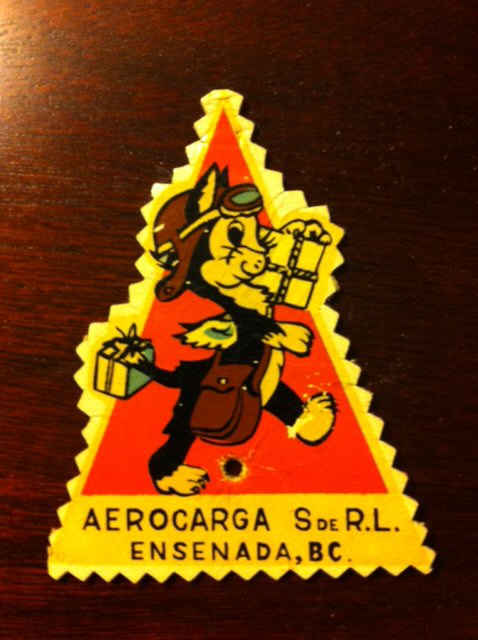 AEROCARGA S DE R.L.
ENSENADA, BC.